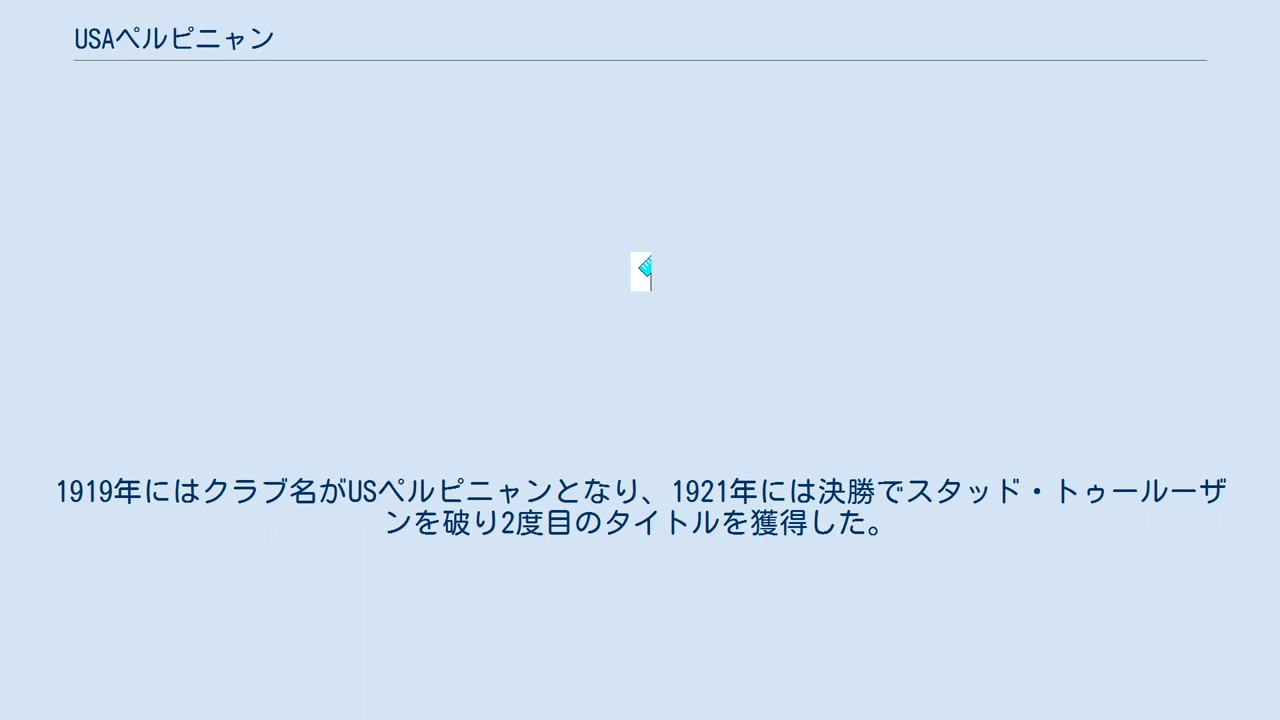 USAペルピニャン
1919年にはクラブ名がUSペルピニャンとなり、1921年には決勝でスタッド・トゥールーザ
ンを破り2度目のタイトルを獲得した。